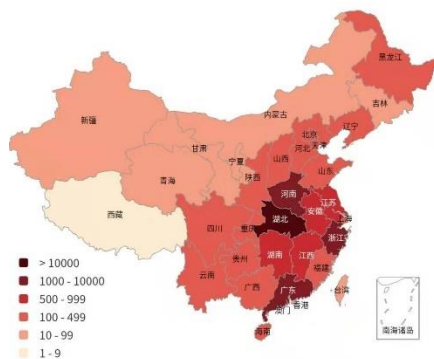 黑龙江
吉林
新疆
内蒙古
辽宁
甘肃
北京
天津
河北
宁夏
山西
山东
青海
陕西
河南
江苏
西藏
安徽
上海
湖北
四川
重庆
浙江
湖南
江西
贵州
福建
云南
台湾
广西
广东
香港
澳门
海南
南海诸岛
> 10000
1000 - 10000
500 - 999
100 - 499
10 - 99
1 - 9